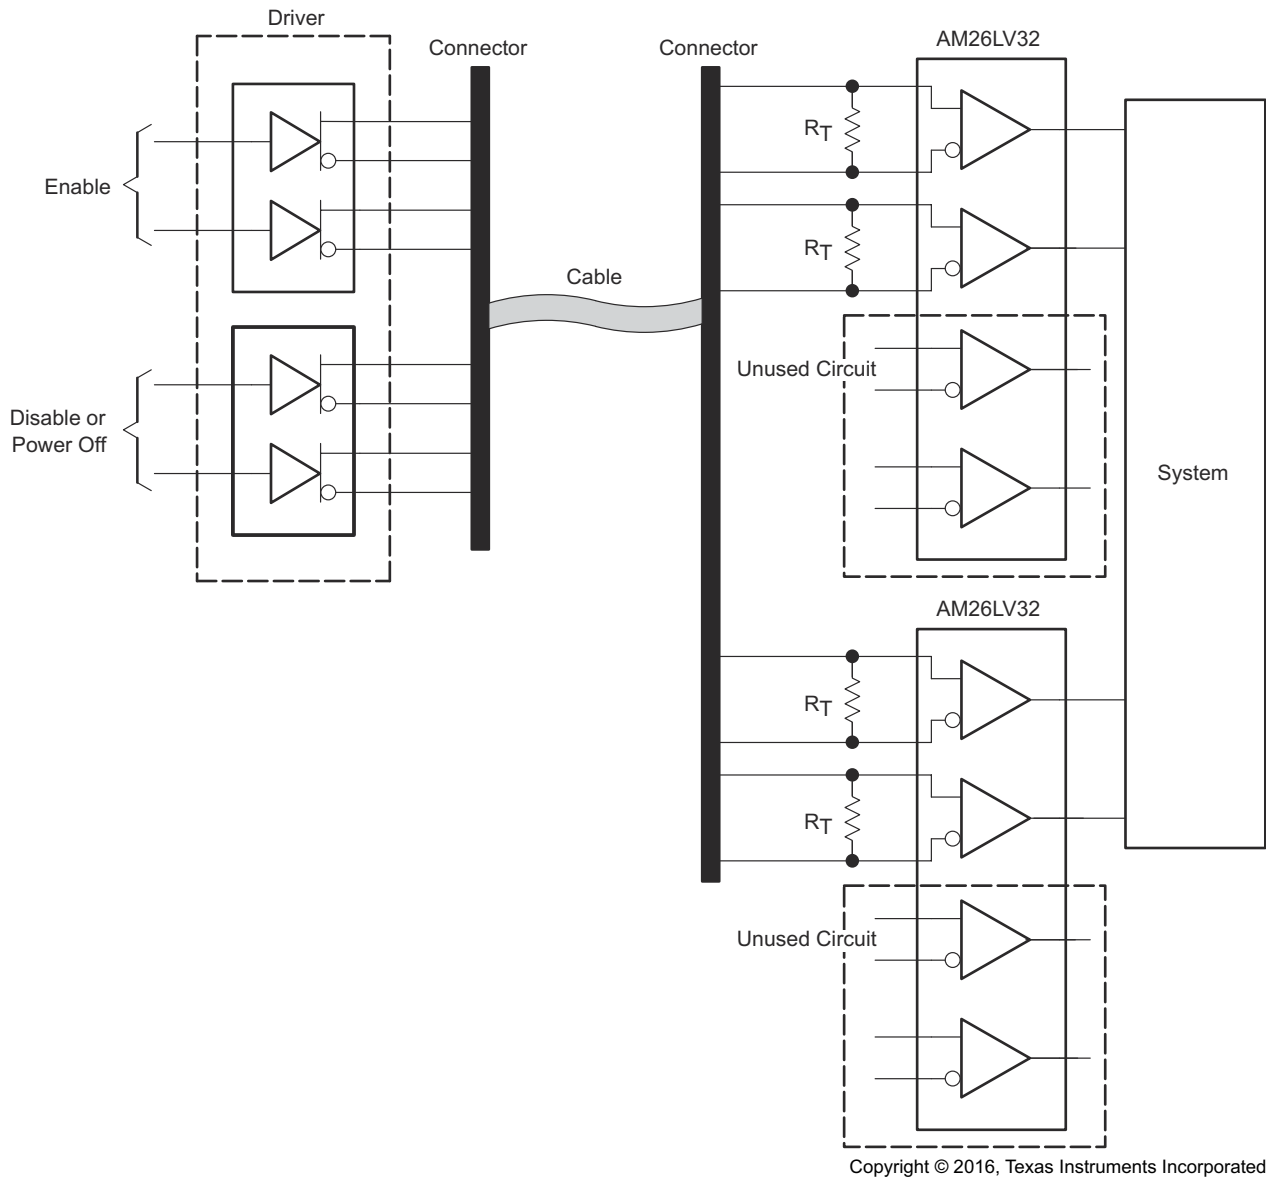 Driver
Connector
Connector
AM26LV32
Enable
RT
RT
Cable
Unused Circuit
Disable or
Power Off
System
AM26LV32
RT
RT
Unused Circuit
Copyright © 2016, Texas Instruments Incorporated